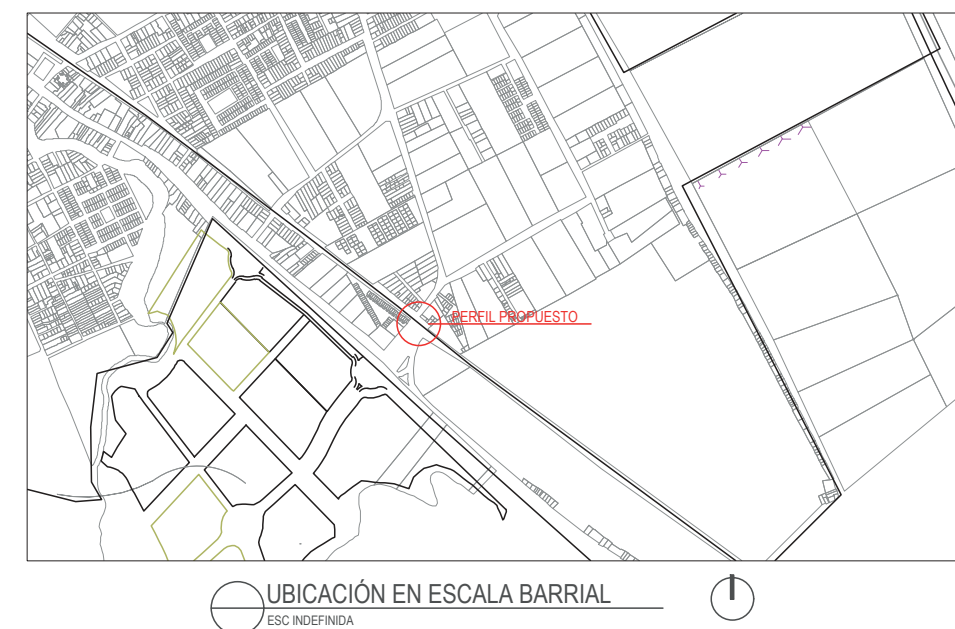 PERFIL PROPUESTO
UBICACIÓN EN ESCALA BARRIAL
ESC INDEFINIDA